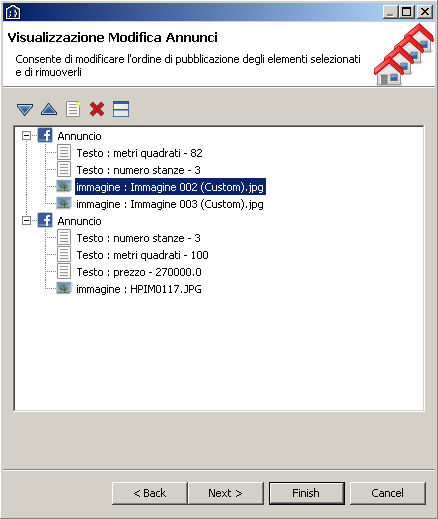 Visualizzazione Modifica Annunci
Consente di modificare l'ordine di pubblicazione degli elementi selezionati
e di rimuoverli
Annuncio
Testo : metri quadrati - 82
Testo : numero stanze - 3
immagine : Immagine 002 (Custom).jpg
immagine : Immagine 003 (Custom).jpg
Annuncio
Testo : numero stanze - 3
Testo : metri quadrati - 100
Testo : prezzo - 270000.0
immagine : HPIM0117.JPG
< Back
Next >
Finish
Cancel